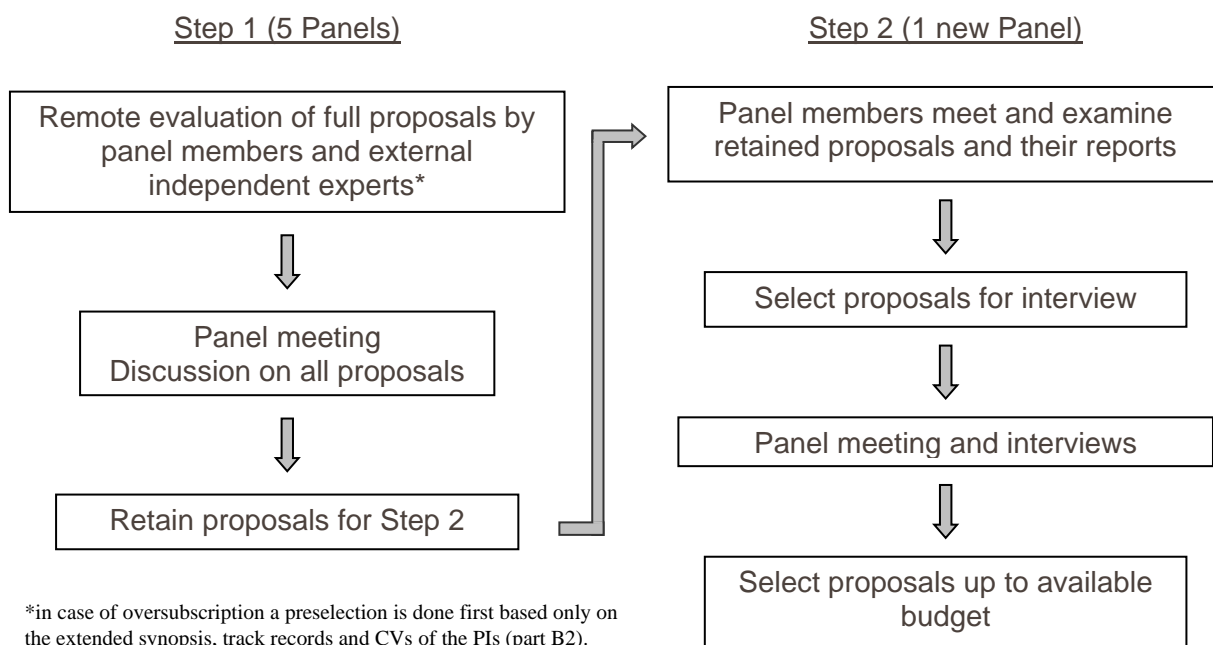 Step 1 (5 Panels)
Remote evaluation of full proposals by
panel members and external
independent experts*
Panel meeting
Discussion on all proposals
Retain proposals for Step 2
*in case of oversubscription a preselection is done first based only on
the extended synopsis, track records and CVs of the PIs (part B2).
Step 2 (1 new Panel)
Panel members meet and examine
retained proposals and their reports
Select proposals for interview
Panel meeting and interviews
Select proposals up to available
budget